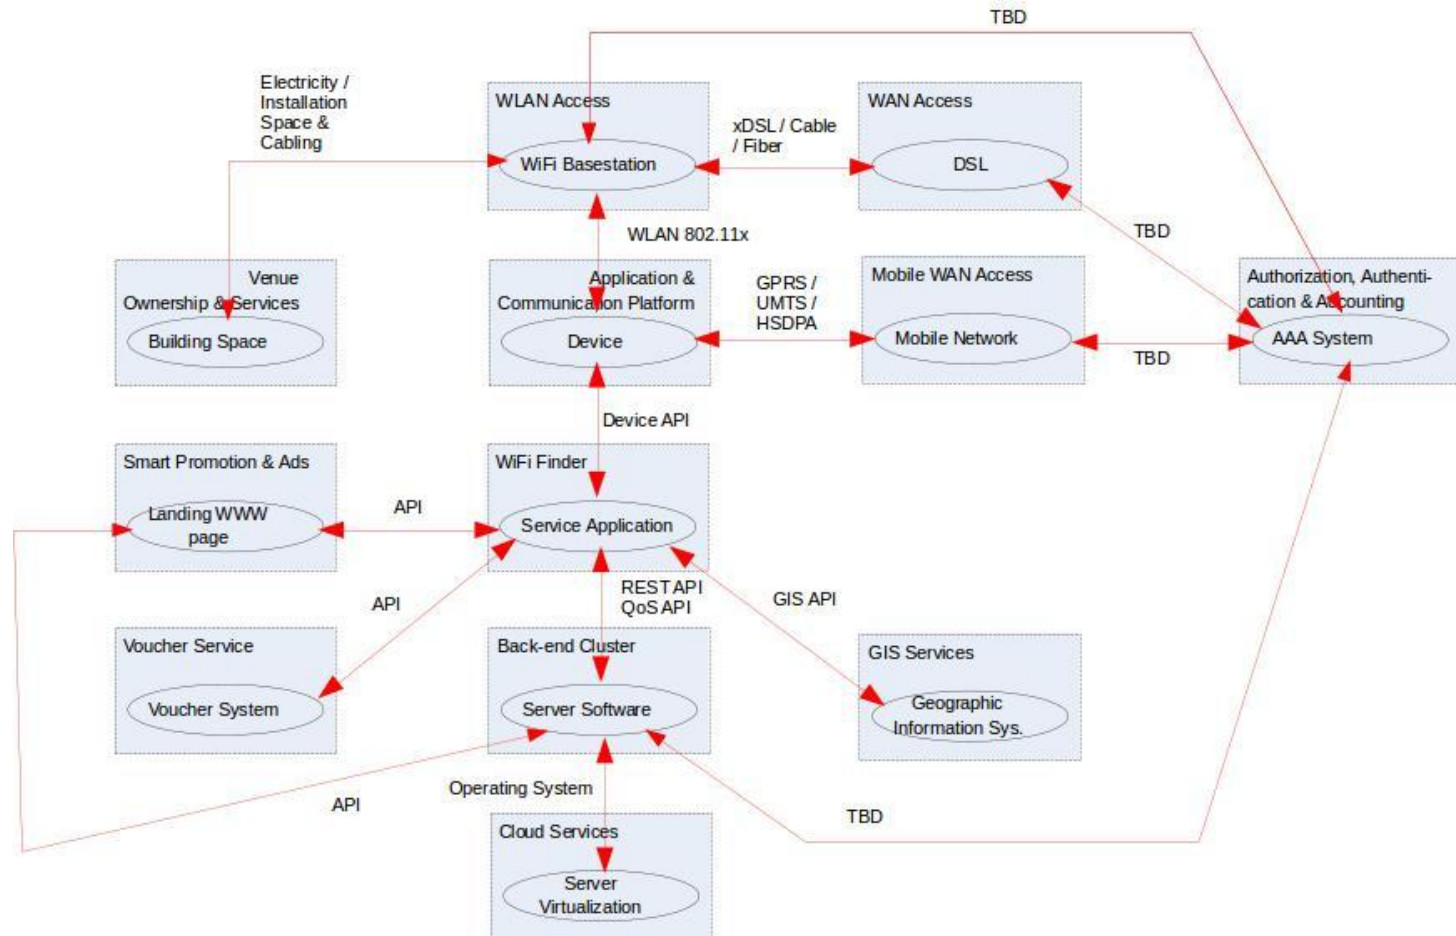 TBD
Electricity /
Installation
Space &
Cabling
WLAN Access
WiFi Basestation
xDSL / Cable
/ Fiber
WAN Access
DSL
TBD
WLAN 802.11x
Venue
Ownership & Services
Building Space
Application &
Communication Platform
Device
GPRS /
UMTS /
HSDPA
Mobile WAN Access
Mobile Network
TBD
Authorization, Authenti-
cation & Accounting
AAA System
Device API
Smart Promotion & Ads
Landing WWW
page
API
WiFi Finder
Service Application
API
REST API
QoS API
GIS API
Voucher Service
Voucher System
Back-end Cluster
Server Software
GIS Services
Geographic
Information Sys.
API
Operating System
TBD
Cloud Services
Server
Virtualization